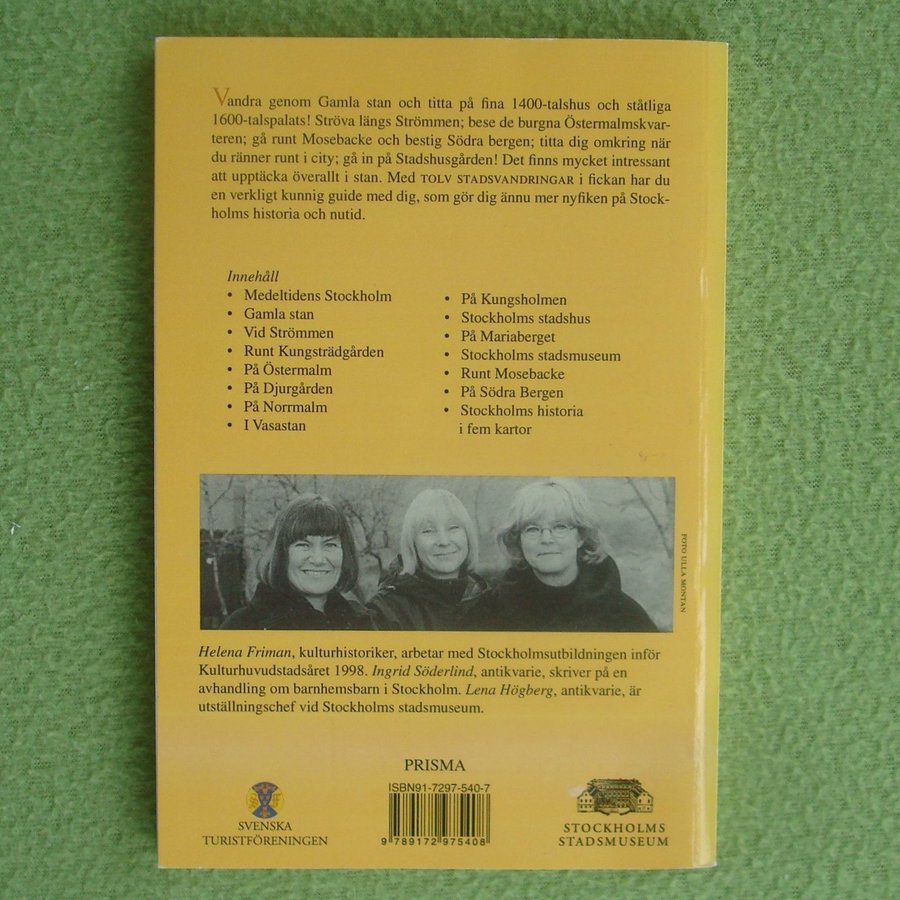 Vandra genom Gamla stan och titta på fina 1400-talshus och ståtliga
1600-talspalats! Ströva längs Strömmen; bese de burgna Östermalmskvar-
teren; gå runt Mosebacke och bestig Södra bergen; titta dig omkring när
du ränner runt i city; gå in på Stadshusgården! Det finns mycket intressant
att upptäcka överallt i stan. Med TOLV STADSVANDRINGAR i fickan har du
en verkligt kunnig guide med dig, som gör dig ännu mer nyfiken på Stock-
holms historia och nutid.
Innehåll
• Medeltidens Stockholm
• Gamla stan
• Vid Strömmen
• Runt Kungsträdgården
• På Östermalm
• På Djurgården
• På Norrmalm
• I Vasastan
• På Kungsholmen
• Stockholms stadshus
• På Mariaberget
• Stockholms stadsmuseum
• Runt Mosebacke
• På Södra Bergen
• Stockholms historia
i fem kartor
FOTO ULLA MONTAN
Helena Friman, kulturhistoriker, arbetar med Stockholmsutbildningen inför
Kulturhuvudstadsåret 1998. Ingrid Söderlind, antikvarie, skriver på en
avhandling om barnhemsbarn i Stockholm. Lena Högberg, antikvarie, är
utställningschef vid Stockholms stadsmuseum.
PRISMA
ISBN91-7297-540-7
9 789172 975408
SVENSKA
TURISTFÖRENINGEN
STOCKHOLMS
STADSMUSEUM